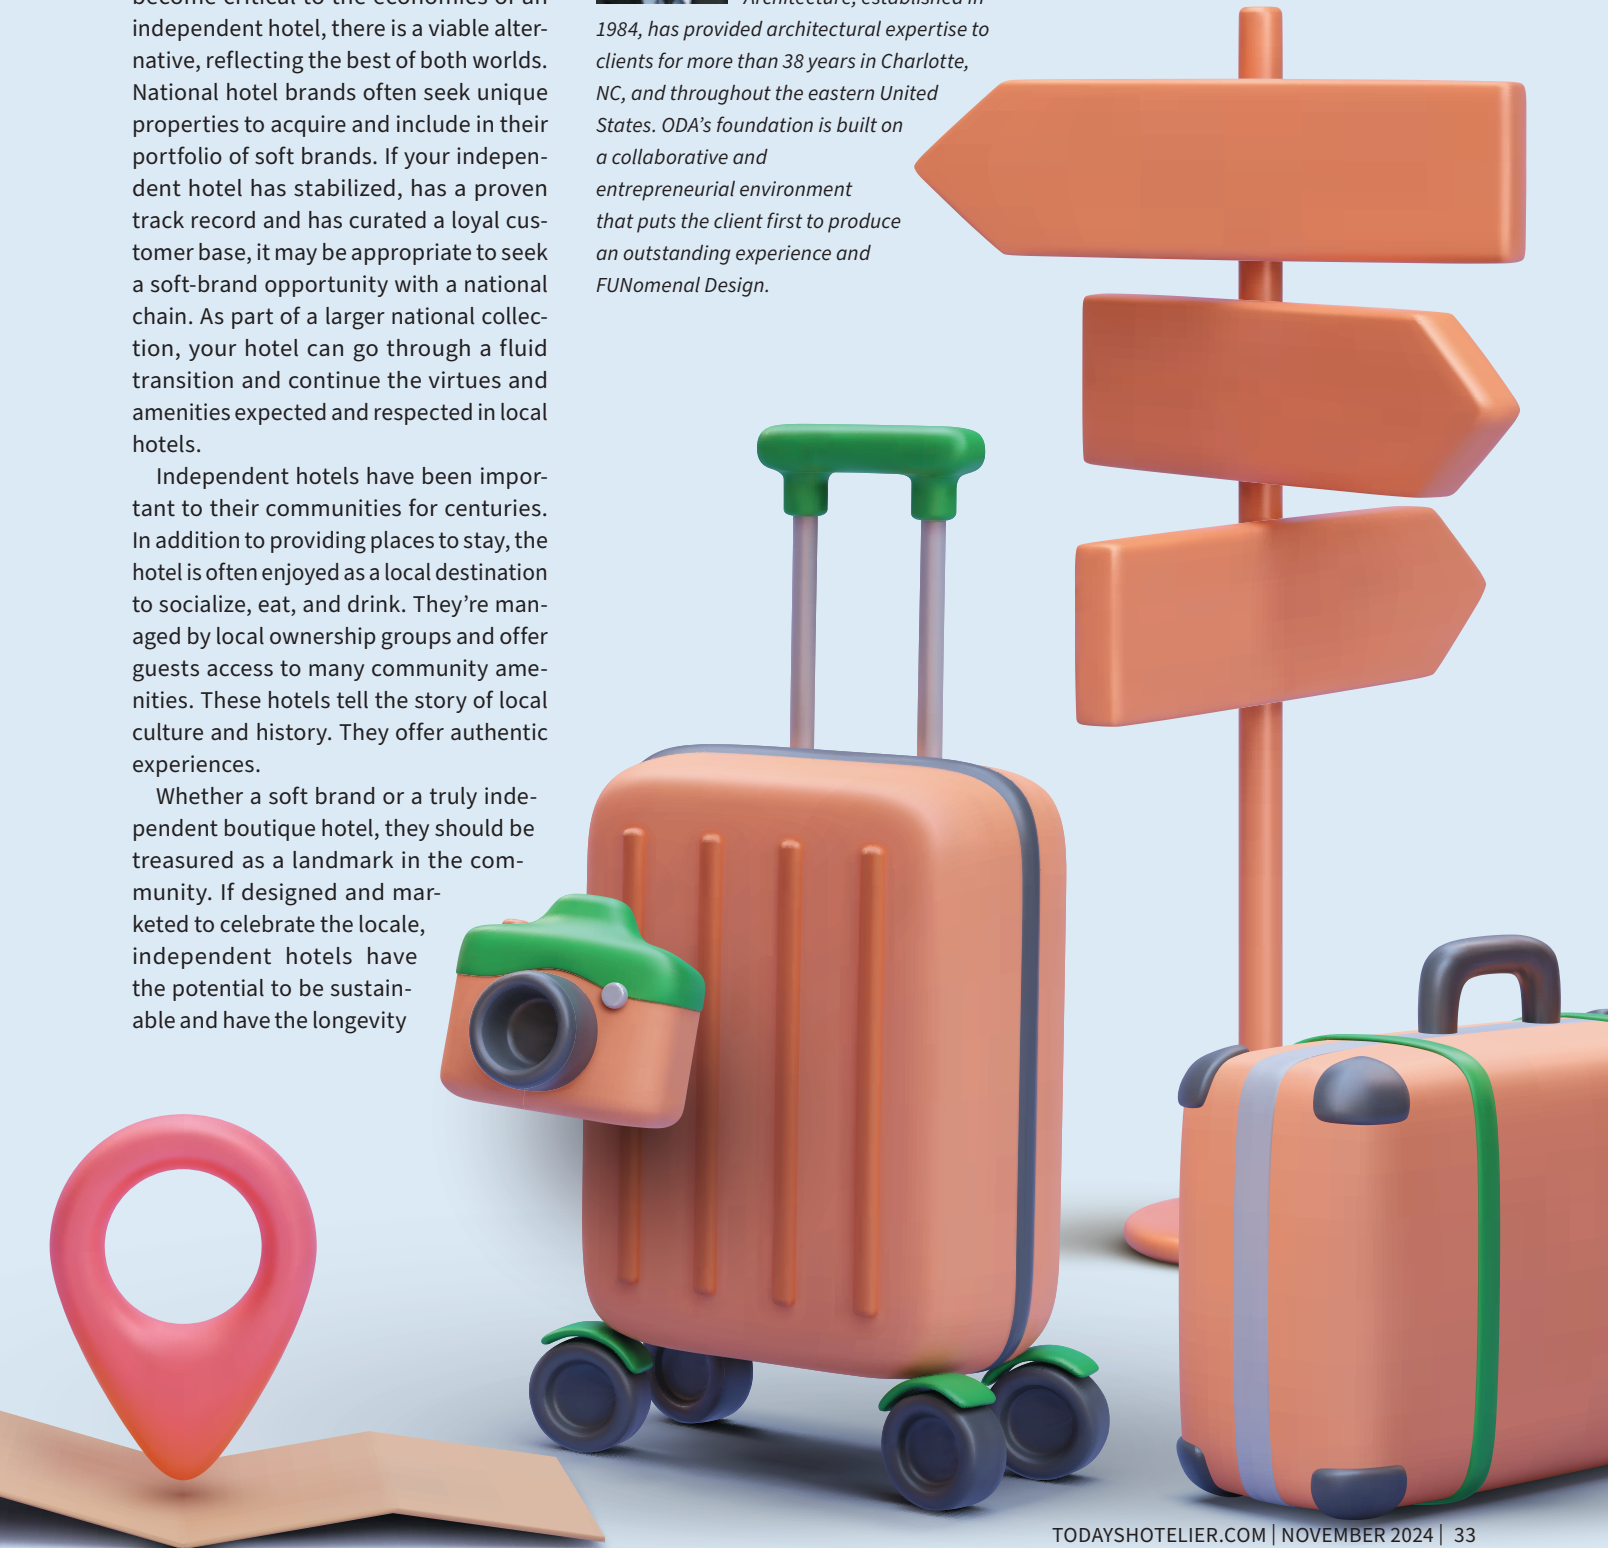 become critical to the economies of an
independent hotel, there is a viable alter-
native, reflecting the best of both worlds.
National hotel brands often seek unique
properties to acquire and include in their
portfolio of soft brands. If your indepen-
dent hotel has stabilized, has a proven
track record and has curated a loyal cus-
tomer base, it may be appropriate to seek
a soft-brand opportunity with a national
chain. As part of a larger national collec-
tion, your hotel can go through a fluid
transition and continue the virtues and
amenities expected and respected in local
hotels.
Independent hotels have been impor-
tant to their communities for centuries.
In addition to providing places to stay, the
hotel is often enjoyed as a local destination
to socialize, eat, and drink. They’re man-
aged by local ownership groups and offer
guests access to many community ame-
nities. These hotels tell the story of local
culture and history. They offer authentic
experiences.
Whether a soft brand or a truly inde-
pendent boutique hotel, they should be
treasured as a landmark in the com-
munity. If designed and mar-
keted to celebrate the locale,
independent hotels have
the potential to be sustain-
able and have the longevity
Architecture, established in
1984, has provided architectural expertise to
clients for more than 38 years in Charlotte,
NC, and throughout the eastern United
States. ODA’s foundation is built on
a collaborative and
entrepreneurial environment
that puts the client first to produce
an outstanding experience and
FUNomenal Design.
TODAYSHOTELIER.COM | NOVEMBER 2024 | 33